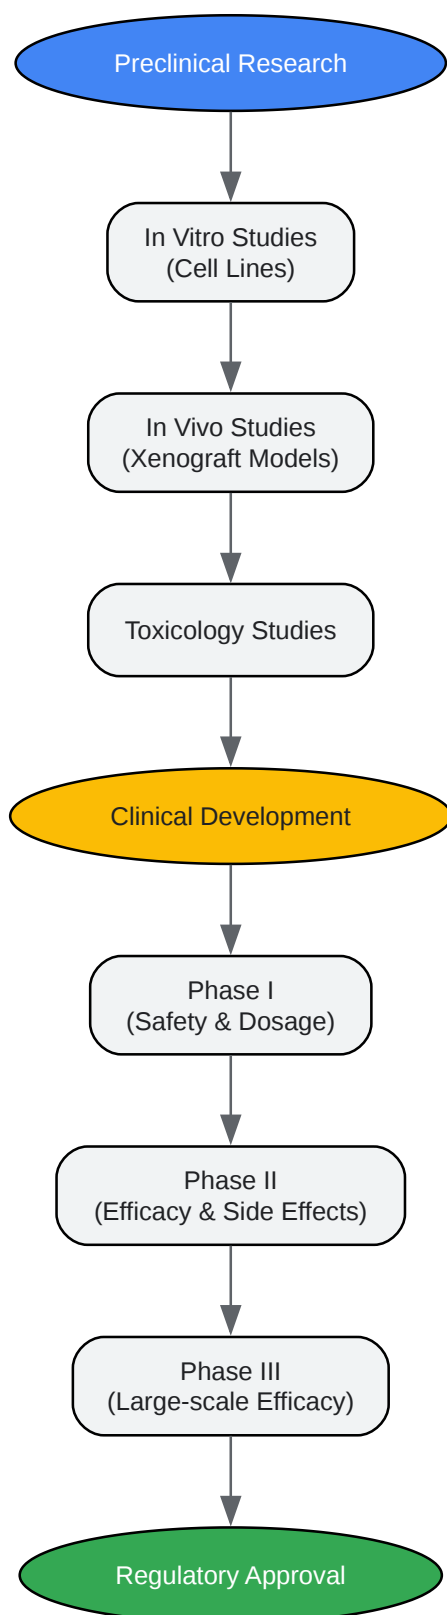 Preclinical Research
In Vitro Studies
(Cell Lines)
In Vivo Studies
(Xenograft Models)
Toxicology Studies
Clinical Development
Phase I
(Safety & Dosage)
Phase II
(Efficacy & Side Effects)
Phase III
(Large-scale Efficacy)
Regulatory Approval